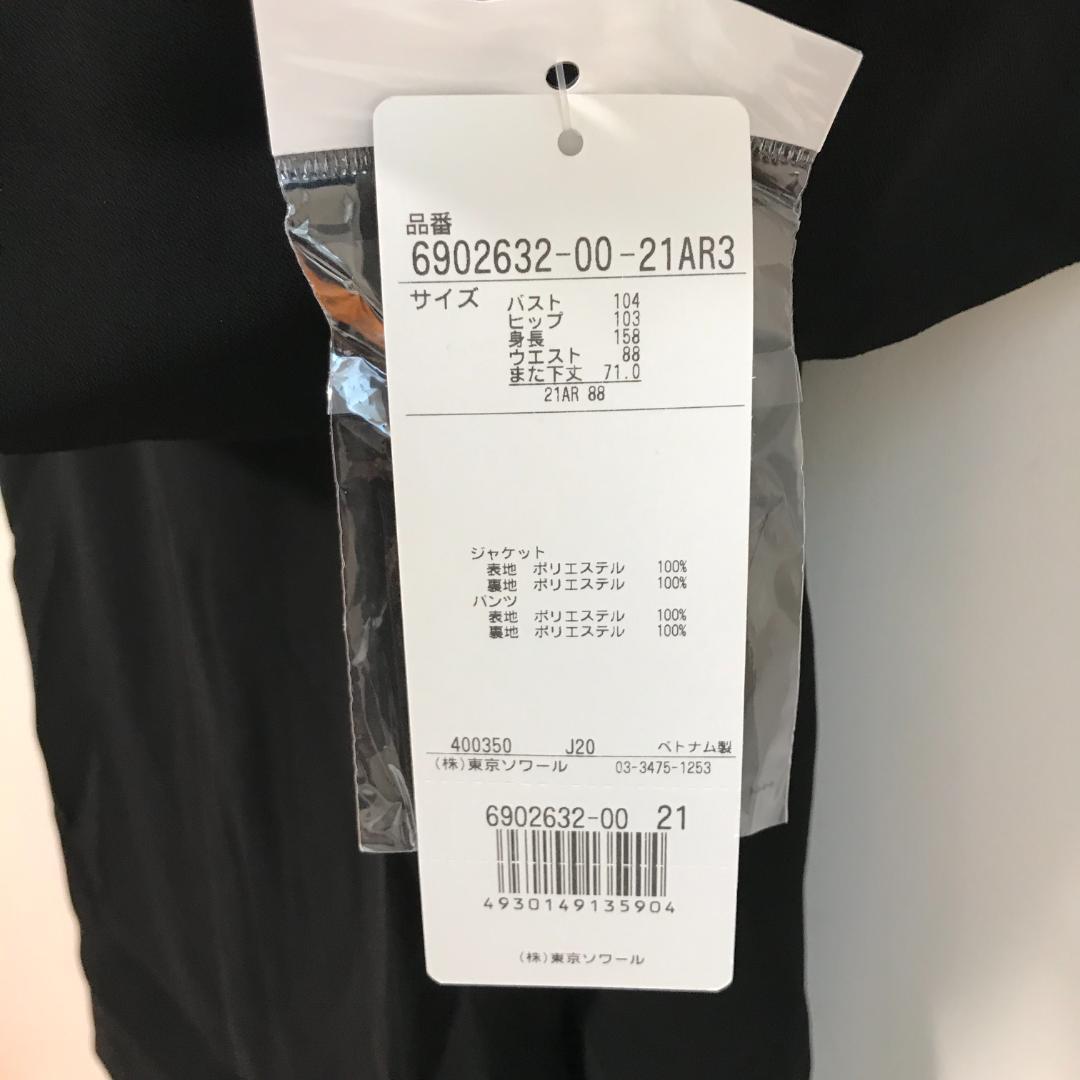 品番
6902632-00-21AR3
サイズ バスト 104
ヒップ 103
身長 158
ウエスト 88
また下丈 71.0
21AR 88
ジャケット
表地 ポリエステル 100%
裏地 ポリエステル 100%
パンツ
表地 ポリエステル 100%
裏地 ポリエステル 100%
400350 J20 ベトナム製
(株)東京ソワール 03-3475-1253
6902632-00 21
4930149135904
(株)東京ソワール